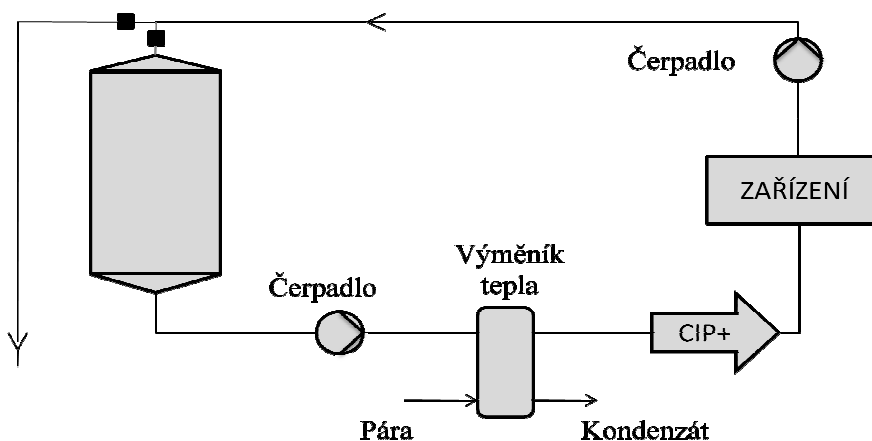 Čerpadlo
ZAŘÍZENÍ
Výměník
tepla
Čerpadlo
CIP+
Pára
Kondenzát